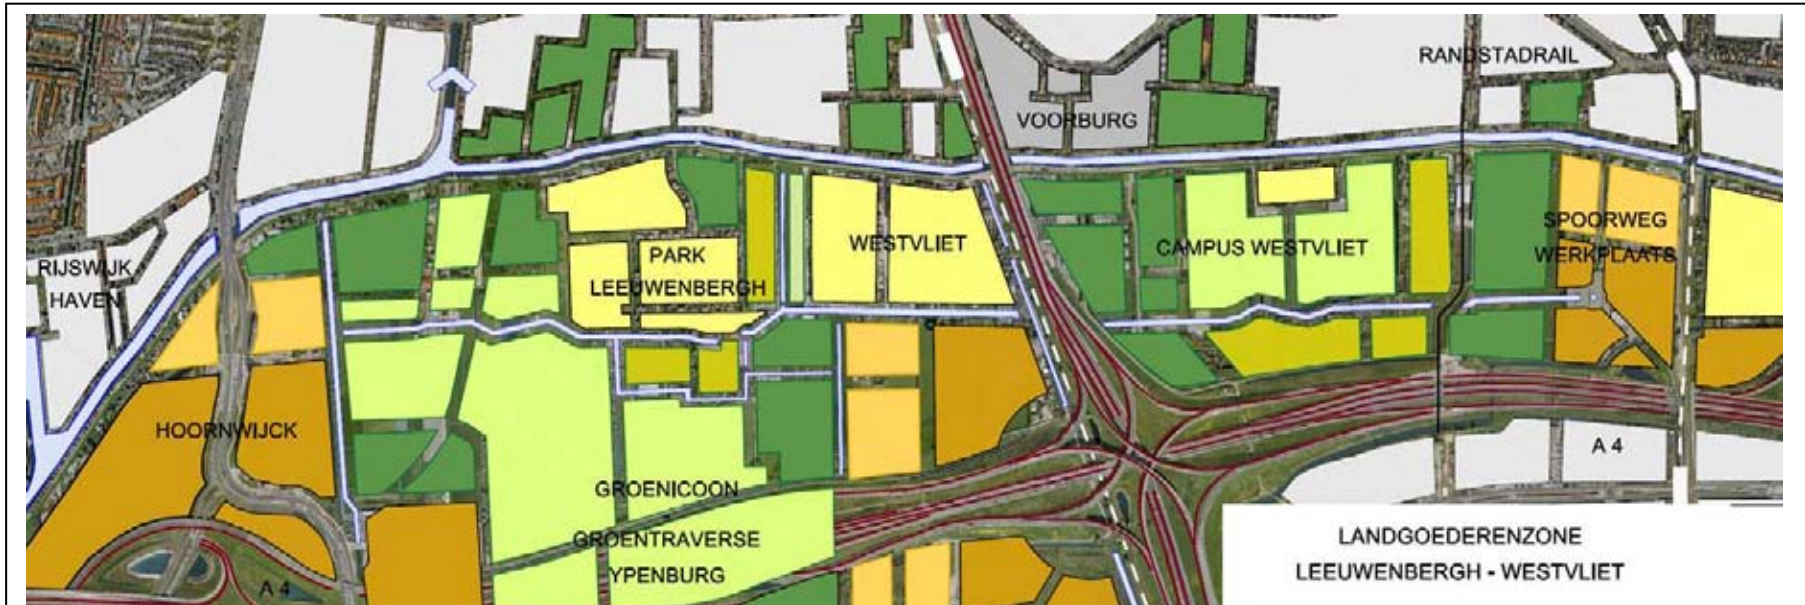 RANDSTADRAIL
VOORBURG
SPOORWEG
WERKPLAATS
WESTVLIET
CAMPUS WESTVLIET
PARK
LEEUWENBERGH
RIJSWIJK
HAVEN
HOORNWIJCK
A 4
GROENICOON
GROENTRAVERSE
YPENBURG
A 4
LANDGOEDERENZONE
LEEUWENBERGH - WESTVLIET